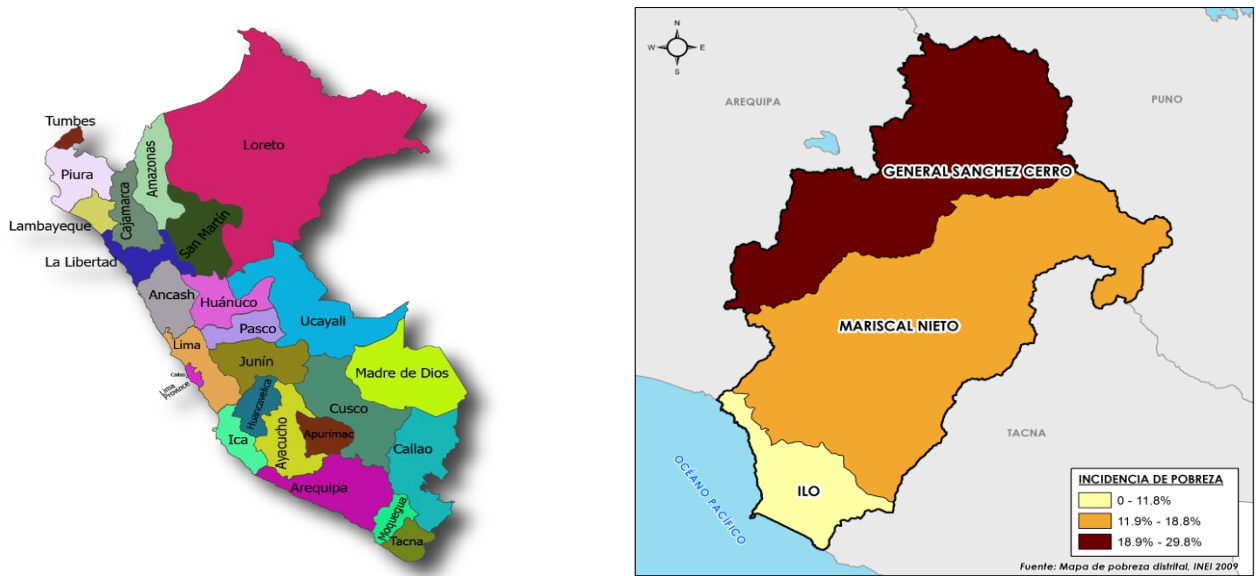 Tumbes
Loreto
Piura
Amazonas
Cajamarca
Lambayeque
San Martín
La Libertad
Ancash
Huánuco
Ucayali
Pasco
Lima
Junín
Callao
Lima
Province
Madre de Dios
Huancavelica
Cusco
Ica
Ayacucho
Apurímac
Callao
Arequipa
Moquegua
Tacna
N
W
E
S
AREQUIPA
PUNO
GENERAL SANCHEZ CERRO
MARISCAL NIETO
TACNA
OCÉANO PACÍFICO
ILO
INCIDENCIA DE POBREZA
0 - 11.8%
11.9% - 18.8%
18.9% - 29.8%
Fuente: Mapa de pobreza distrital, INEI 2009